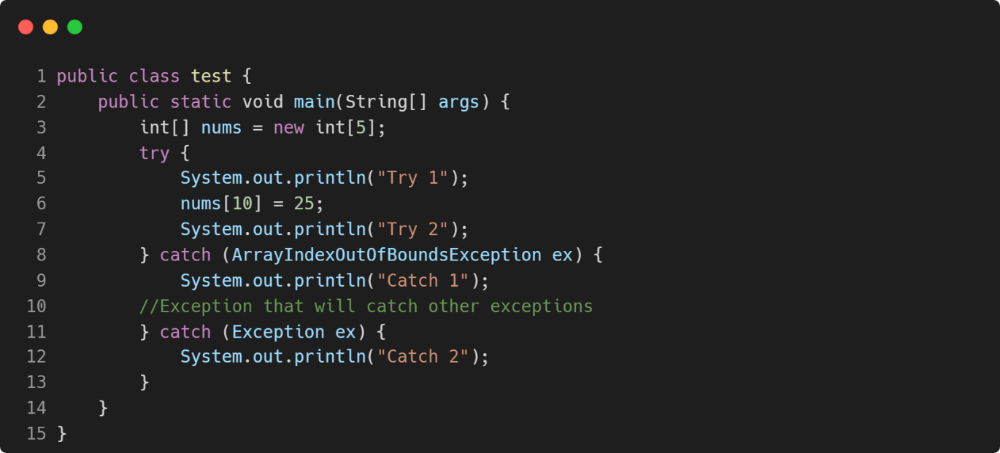 1 public class test {
2     public static void main(String[] args) {
3         int[] nums = new int[5];
4         try {
5             System.out.println("Try 1");
6             nums[10] = 25;
7             System.out.println("Try 2");
8         } catch (ArrayIndexOutOfBoundsException ex) {
9             System.out.println("Catch 1");
10         //Exception that will catch other exceptions
11         } catch (Exception ex) {
12             System.out.println("Catch 2");
13         }
14     }
15 }